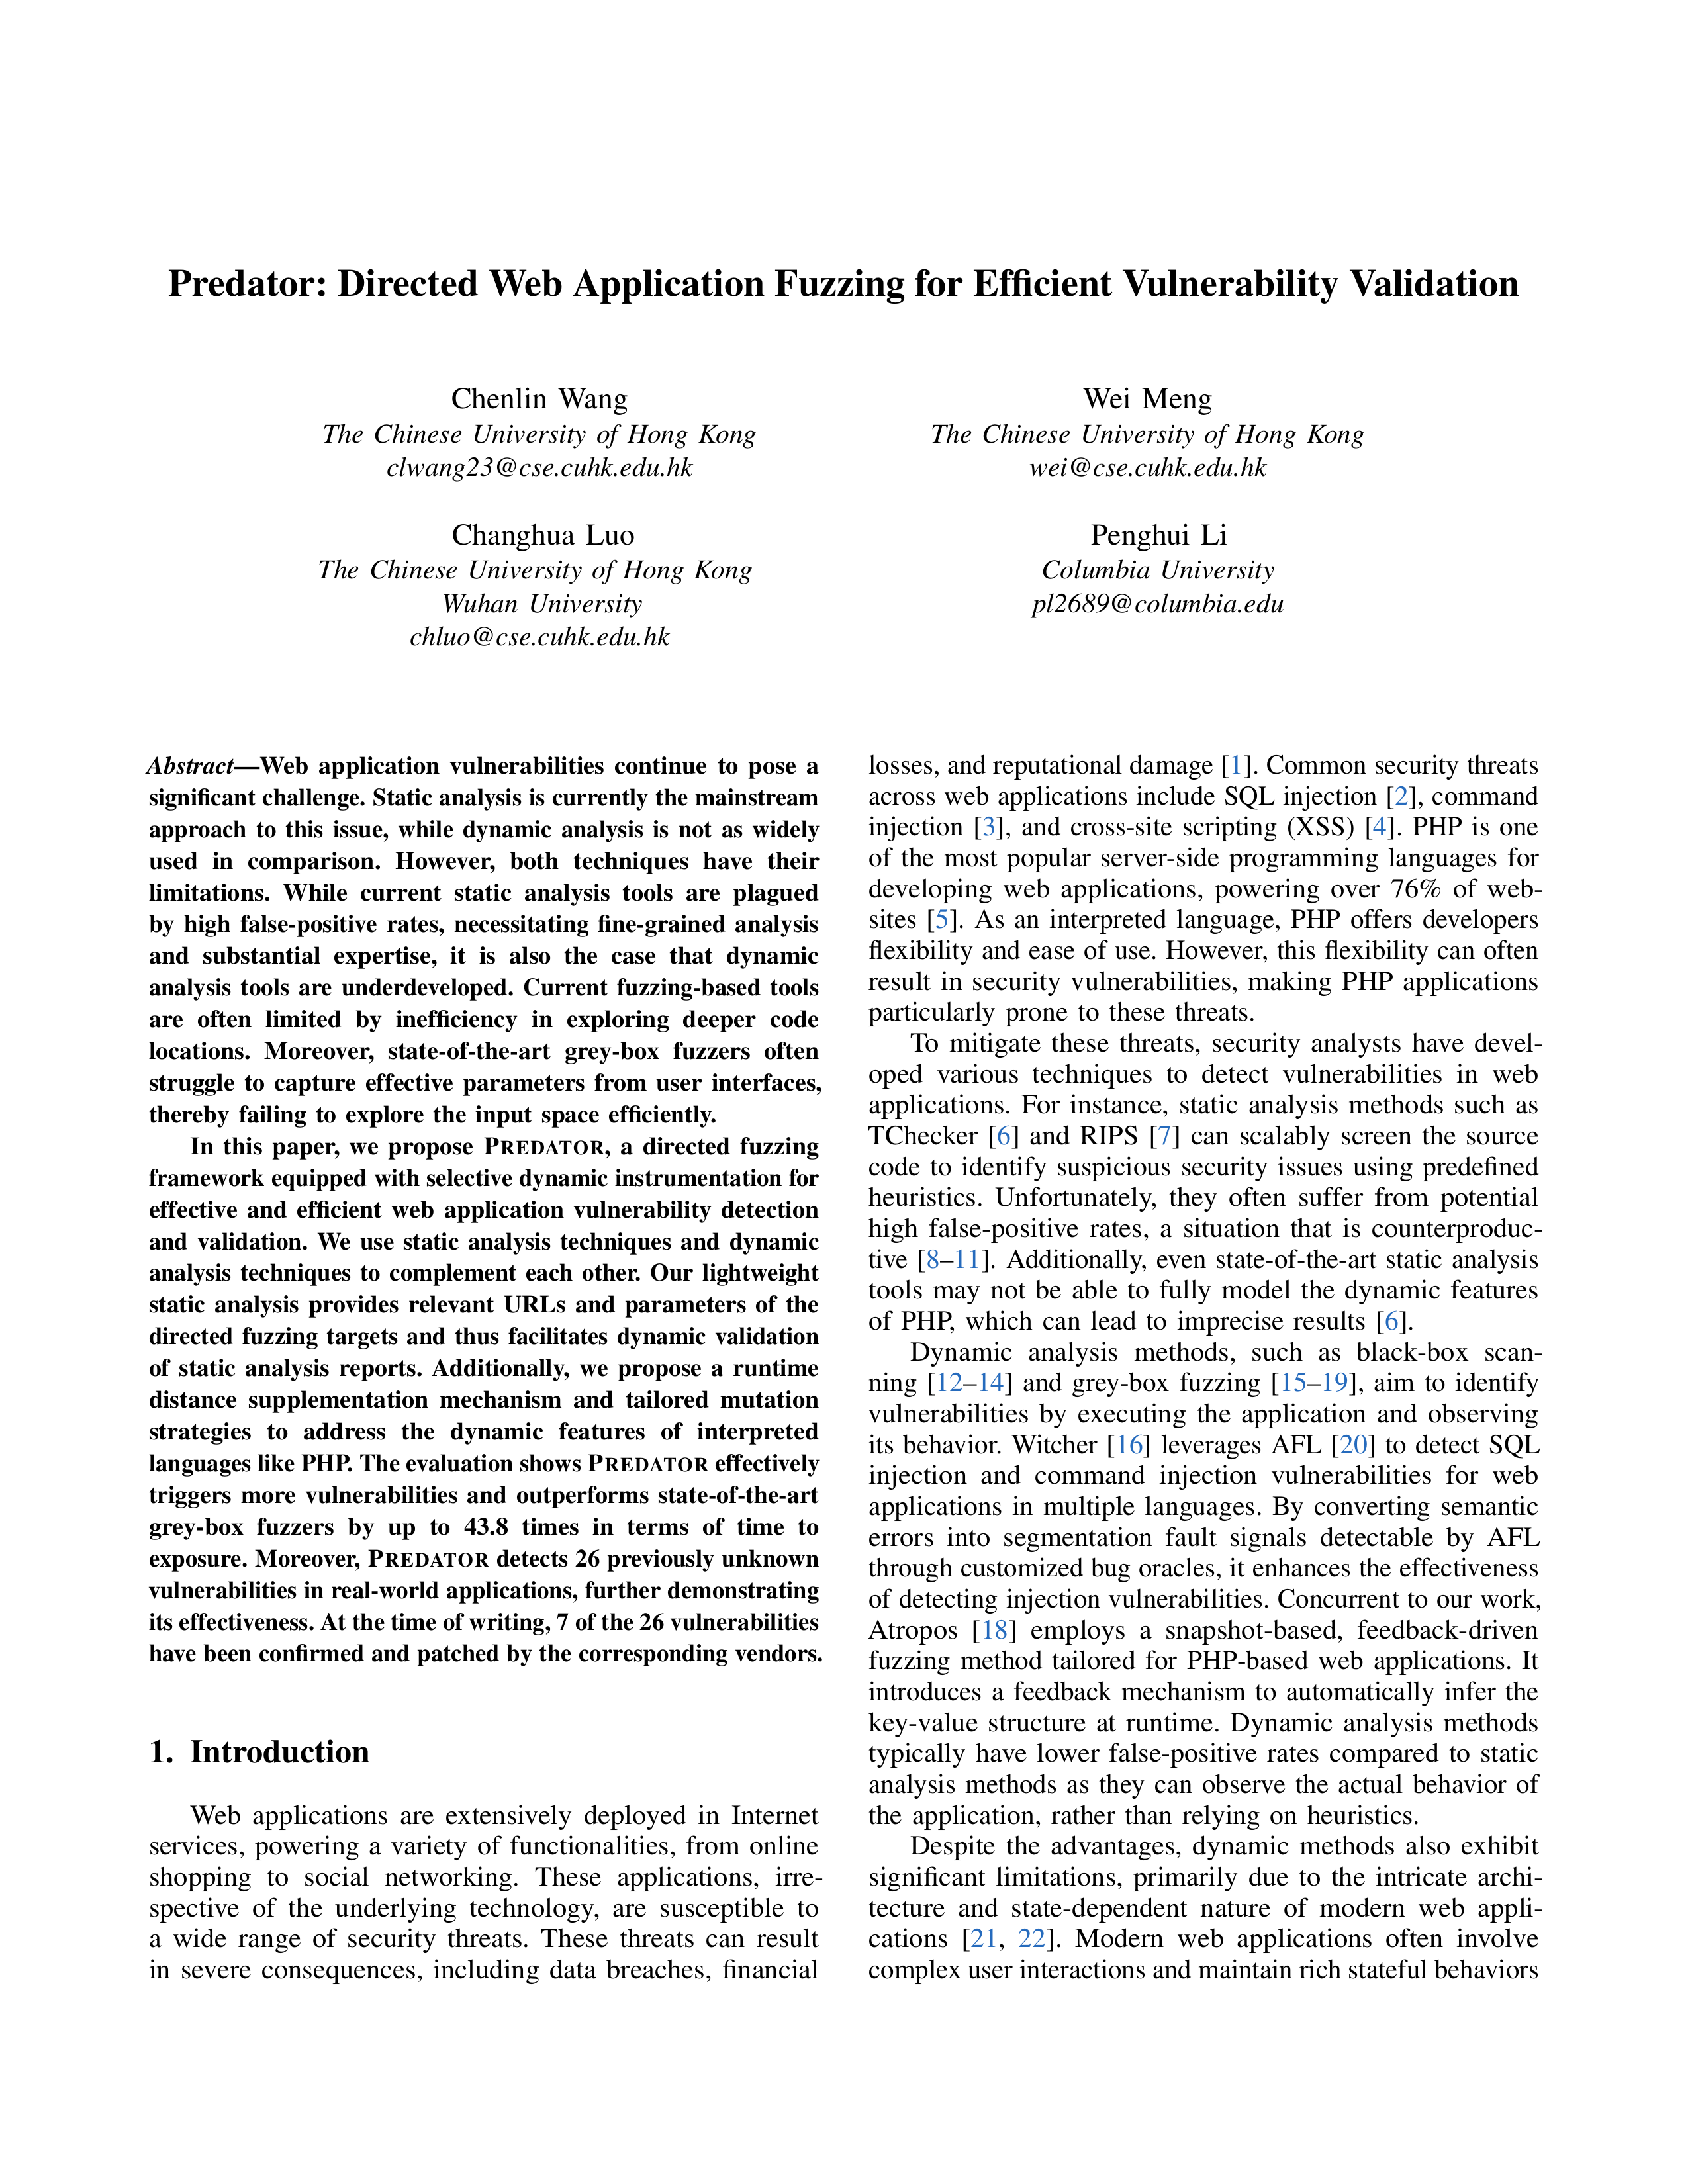 Predator: Directed Web Application Fuzzing for Efficient Vulnerability Validation
Chenlin Wang
The Chinese University of Hong Kong
clwang23@cse.cuhk.edu.hk
Wei Meng
The Chinese University of Hong Kong
wei@cse.cuhk.edu.hk
Changhua Luo
The Chinese University of Hong Kong
Wuhan University
chluo@cse.cuhk.edu.hk
Penghui Li
Columbia University
pl2689@columbia.edu
Abstract—Web application vulnerabilities continue to pose a
significant challenge. Static analysis is currently the mainstream
approach to this issue, while dynamic analysis is not as widely
used in comparison. However, both techniques have their
limitations. While current static analysis tools are plagued
by high false-positive rates, necessitating fine-grained analysis
and substantial expertise, it is also the case that dynamic
analysis tools are underdeveloped. Current fuzzing-based tools
are often limited by inefficiency in exploring deeper code
locations. Moreover, state-of-the-art grey-box fuzzers often
struggle to capture effective parameters from user interfaces,
thereby failing to explore the input space efficiently.
In this paper, we propose PREDATOR, a directed fuzzing
framework equipped with selective dynamic instrumentation for
effective and efficient web application vulnerability detection
and validation. We use static analysis techniques and dynamic
analysis techniques to complement each other. Our lightweight
static analysis provides relevant URLs and parameters of the
directed fuzzing targets and thus facilitates dynamic validation
of static analysis reports. Additionally, we propose a runtime
distance supplementation mechanism and tailored mutation
strategies to address the dynamic features of interpreted
languages like PHP. The evaluation shows PREDATOR effectively
triggers more vulnerabilities and outperforms state-of-the-art
grey-box fuzzers by up to 43.8 times in terms of time to
exposure. Moreover, PREDATOR detects 26 previously unknown
vulnerabilities in real-world applications, further demonstrating
its effectiveness. At the time of writing, 7 of the 26 vulnerabilities
have been confirmed and patched by the corresponding vendors.
1. Introduction
Web applications are extensively deployed in Internet
services, powering a variety of functionalities, from online
shopping to social networking. These applications, irre-
spective of the underlying technology, are susceptible to
a wide range of security threats. These threats can result
in severe consequences, including data breaches, financial
losses, and reputational damage [1]. Common security threats
across web applications include SQL injection [2], command
injection [3], and cross-site scripting (XSS) [4]. PHP is one
of the most popular server-side programming languages for
developing web applications, powering over 76% of web-
sites [5]. As an interpreted language, PHP offers developers
flexibility and ease of use. However, this flexibility can often
result in security vulnerabilities, making PHP applications
particularly prone to these threats.
To mitigate these threats, security analysts have devel-
oped various techniques to detect vulnerabilities in web
applications. For instance, static analysis methods such as
TChecker [6] and RIPS [7] can scalably screen the source
code to identify suspicious security issues using predefined
heuristics. Unfortunately, they often suffer from potential
high false-positive rates, a situation that is counterproduc-
tive [8–11]. Additionally, even state-of-the-art static analysis
tools may not be able to fully model the dynamic features
of PHP, which can lead to imprecise results [6].
Dynamic analysis methods, such as black-box scan-
ning [12–14] and grey-box fuzzing [15–19], aim to identify
vulnerabilities by executing the application and observing
its behavior. Witcher [16] leverages AFL [20] to detect SQL
injection and command injection vulnerabilities for web
applications in multiple languages. By converting semantic
errors into segmentation fault signals detectable by AFL
through customized bug oracles, it enhances the effectiveness
of detecting injection vulnerabilities. Concurrent to our work,
Atropos [18] employs a snapshot-based, feedback-driven
fuzzing method tailored for PHP-based web applications. It
introduces a feedback mechanism to automatically infer the
key-value structure at runtime. Dynamic analysis methods
typically have lower false-positive rates compared to static
analysis methods as they can observe the actual behavior of
the application, rather than relying on heuristics.
Despite the advantages, dynamic methods also exhibit
significant limitations, primarily due to the intricate archi-
tecture and state-dependent nature of modern web appli-
cations [21, 22]. Modern web applications often involve
complex user interactions and maintain rich stateful behaviors